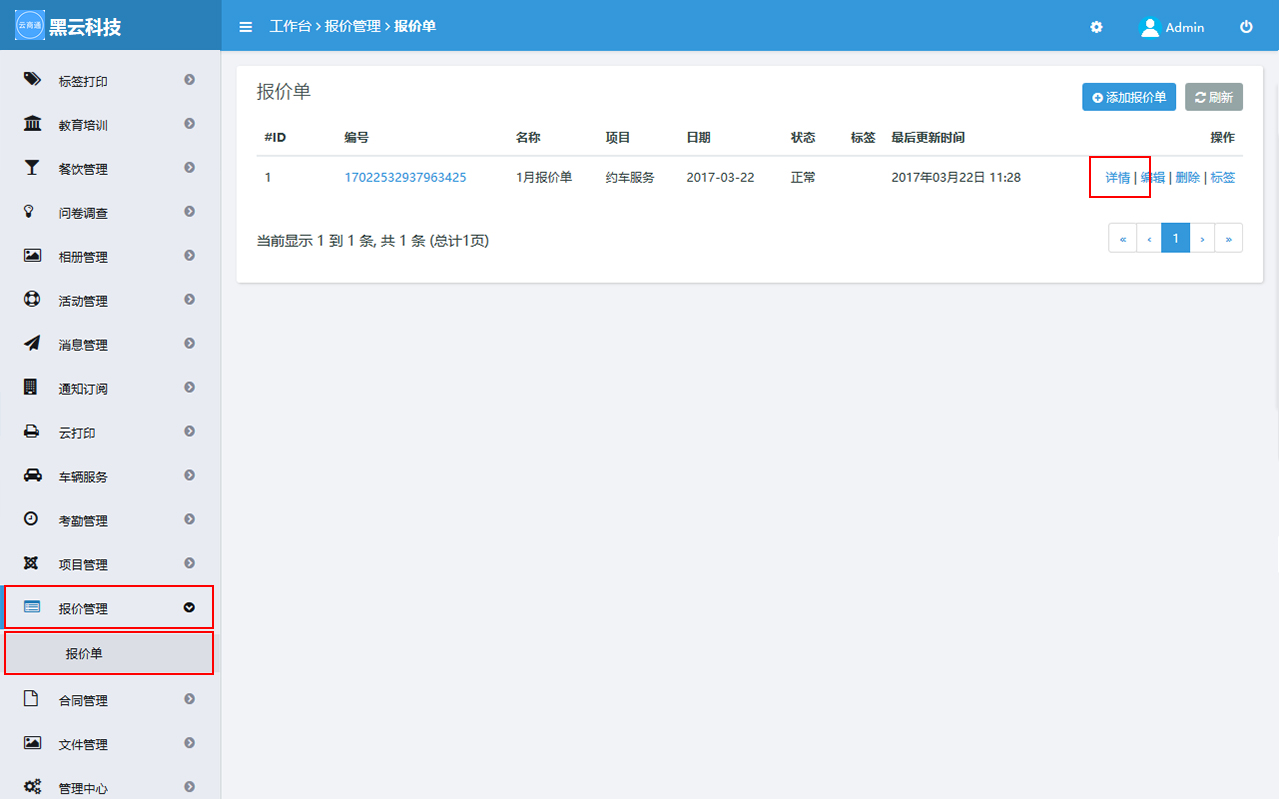 云商通 黑云科技
工作台 › 报价管理 › 报价单
Admin
标签打印
教育培训
餐饮管理
问卷调查
相册管理
活动管理
消息管理
通知订阅
云打印
车辆服务
考勤管理
项目管理
报价管理
报价单
合同管理
文件管理
管理中心
报价单
添加报价单 刷新
#ID 编号 名称 项目 日期 状态 标签 最后更新时间 操作
1 17022532937963425 1月报价单 约车服务 2017-03-22 正常 2017年03月22日 11:28 详情 | 编辑 | 删除 | 标签
当前显示 1 到 1 条, 共 1 条 (总计1页)
« ‹ 1 › »